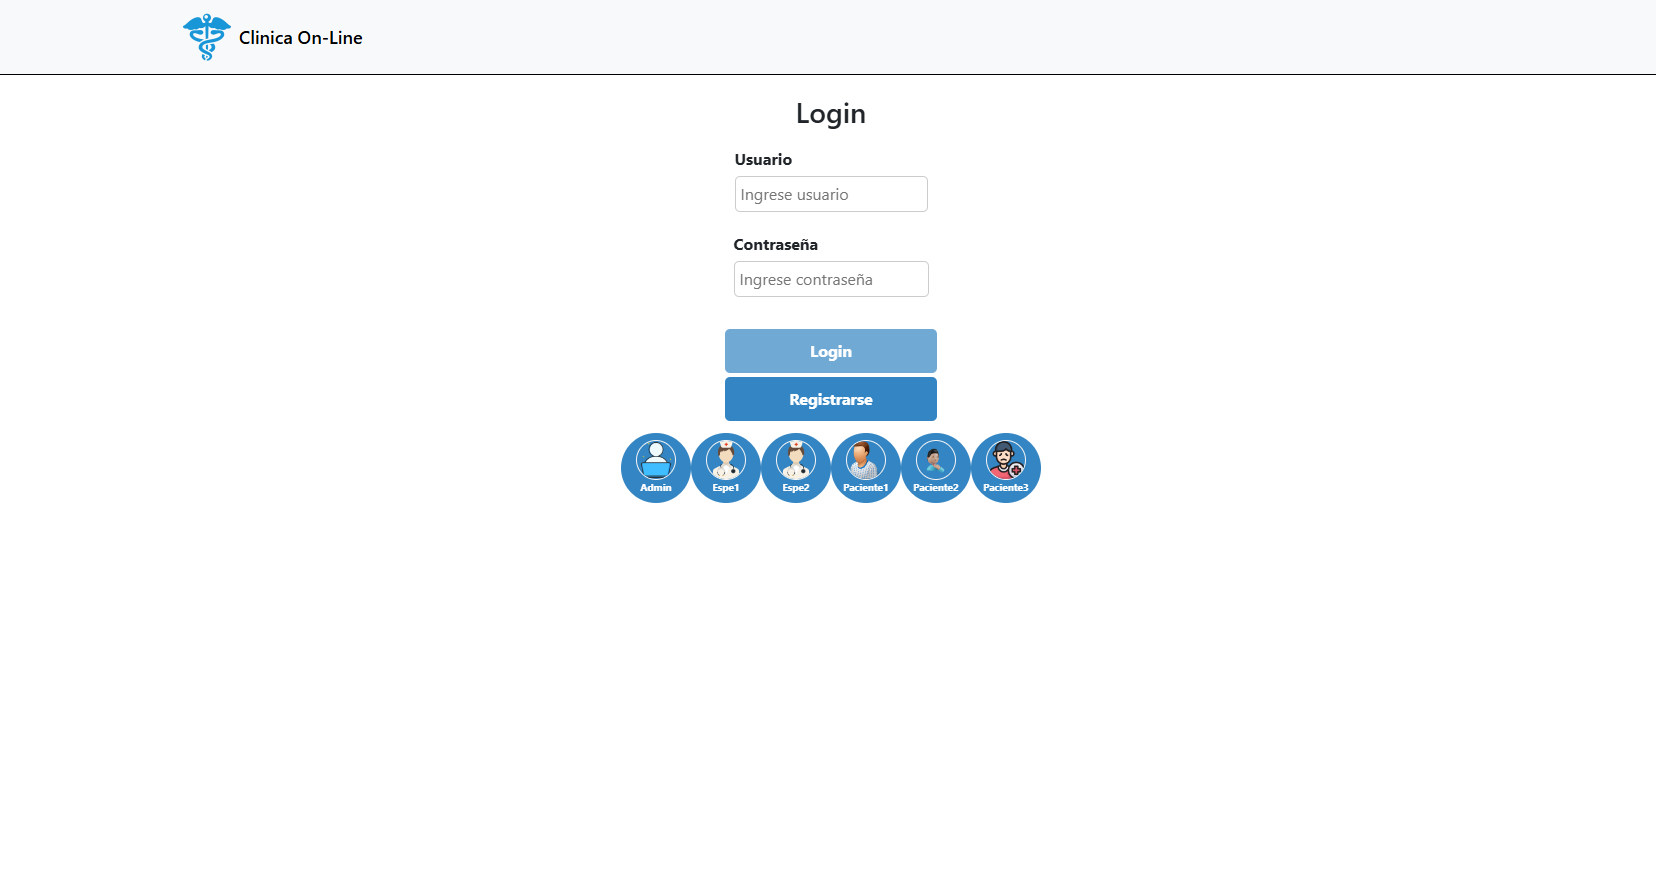 Clinica On-Line
Login
Usuario
Ingrese usuario
Contraseña
Ingrese contraseña
Login
Registrarse
Admin Espe1 Espe2 Paciente1 Paciente2 Paciente3